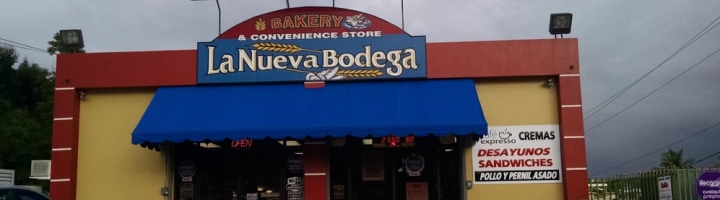 BAKERY
& CONVENIENCE STORE
La Nueva Bodega
OPEN
café expresso
CREMAS
DESAYUNOS
SANDWICHES
POLLO Y PERNIL ASADO